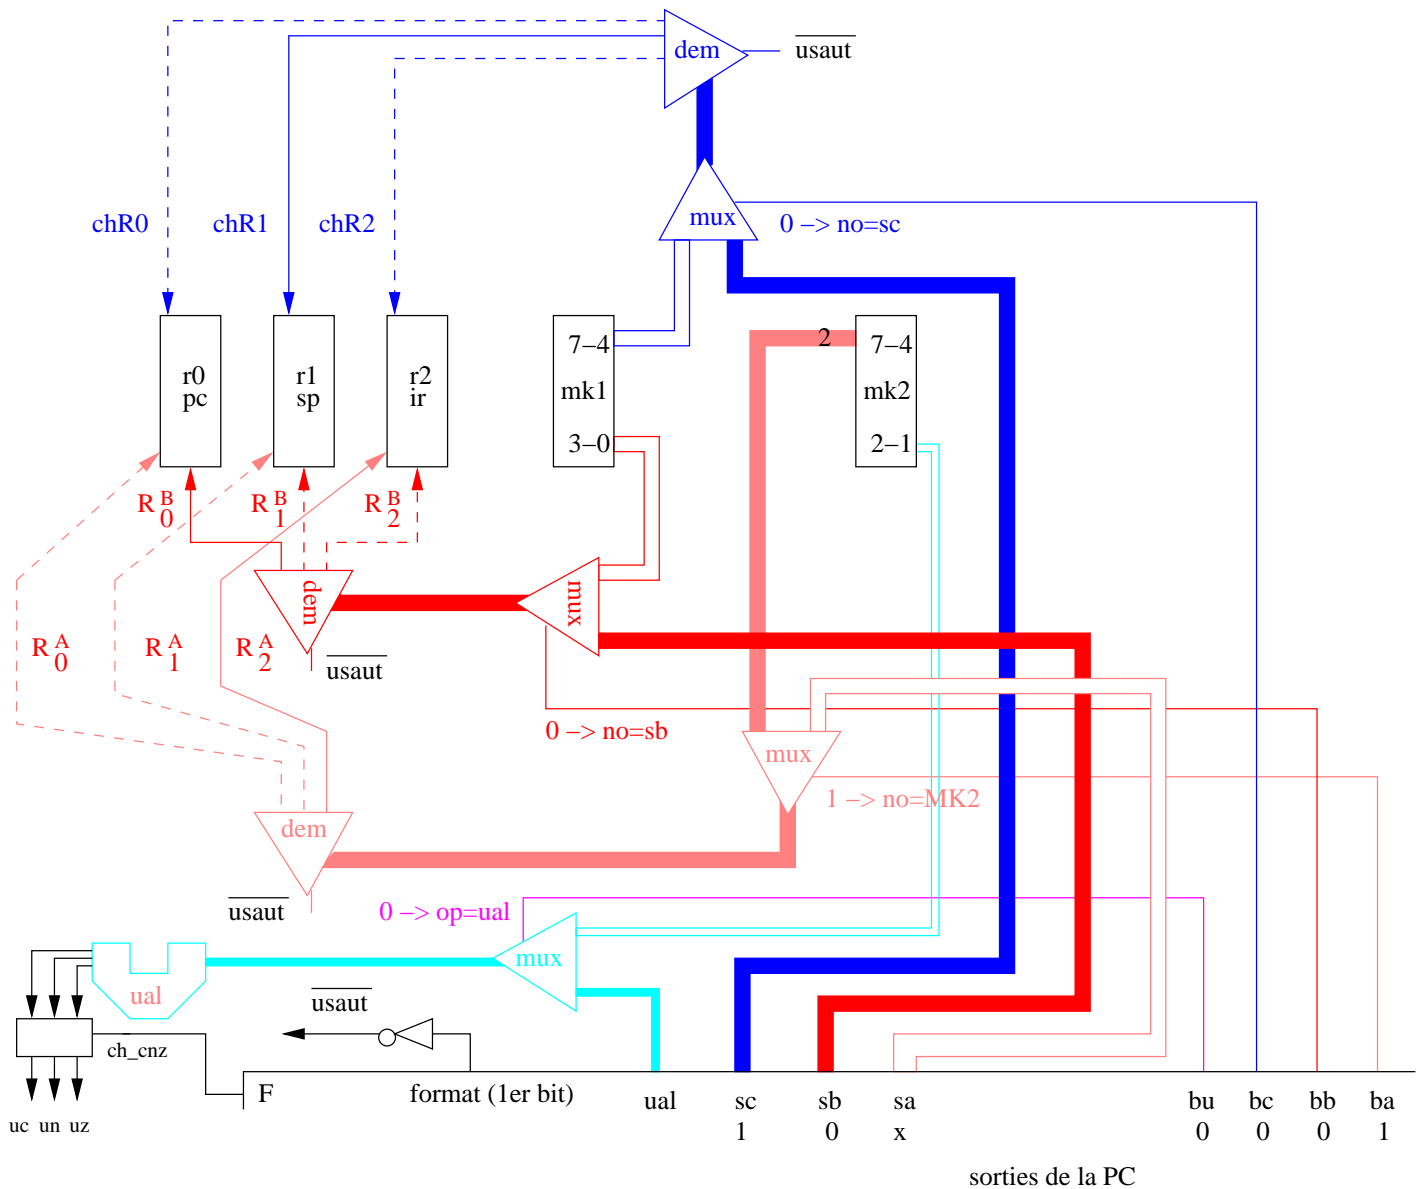 dem
usaut
chR0
chR1
chR2
mux
0 –> no=sc
r0
pc
r1
sp
r2
ir
7–4
mk1
3–0
2
7–4
mk2
2–1
R B 0
R B 1
R B 2
dem
mux
R A 0
R A 1
R A 2
usaut
0 –> no=sb
mux
1 –> no=MK2
dem
usaut
0 –> op=ual
mux
ual
usaut
ch_cnz
F
format (1er bit)
uc un uz
ual sc sb sa bu bc bb ba
1 0 x 0 0 0 1
sorties de la PC